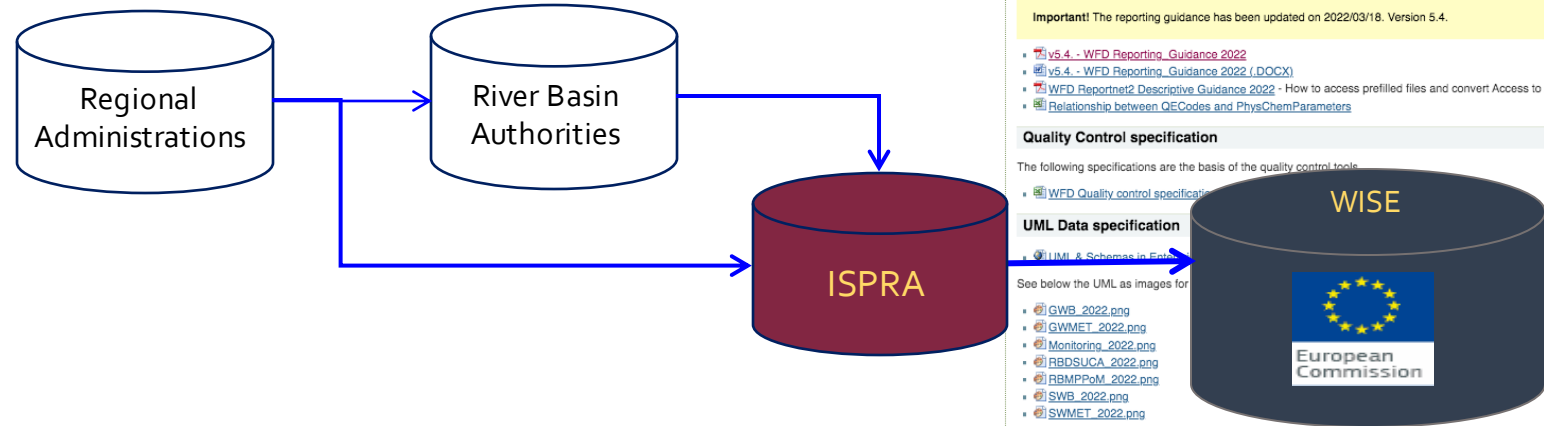 Regional
Administrations
River Basin
Authorities
ISPRA
Important! The reporting guidance has been updated on 2022/03/18. Version 5.4.
v5.4. - WFD Reporting_Guidance 2022
v5.4. - WFD Reporting_Guidance 2022 (.DOCX)
WFD Reportnet2 Descriptive Guidance 2022 - How to access prefilled files and convert Access to
Relationship between QECodes and PhysChemParameters
Quality Control specification
The following specifications are the basis of the quality control tools
WFD Quality control
UML Data specification
UML & Schemas in
See below the UML as images for
GWB_2022.png
GWMET_2022.png
Monitoring_2022.png
RBDSUCA_2022.png
RBMPPoM_2022.png
SWB_2022.png
SWMET_2022.png
WISE
European
Commission